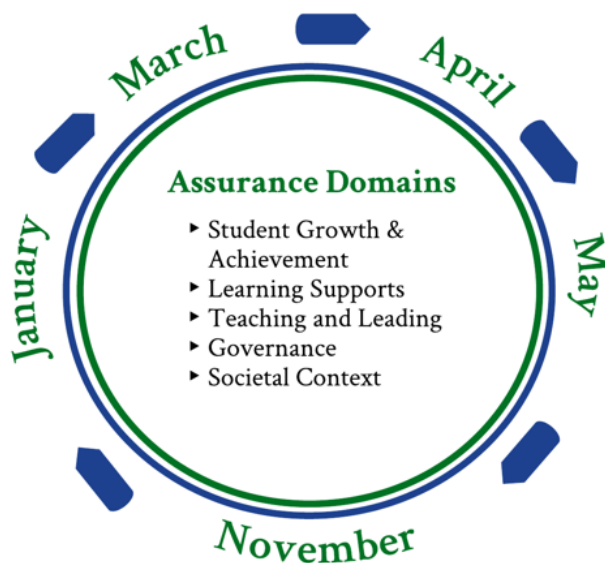 March
April
May
November
January
Assurance Domains
‣ Student Growth &
Achievement
‣ Learning Supports
‣ Teaching and Leading
‣ Governance
‣ Societal Context